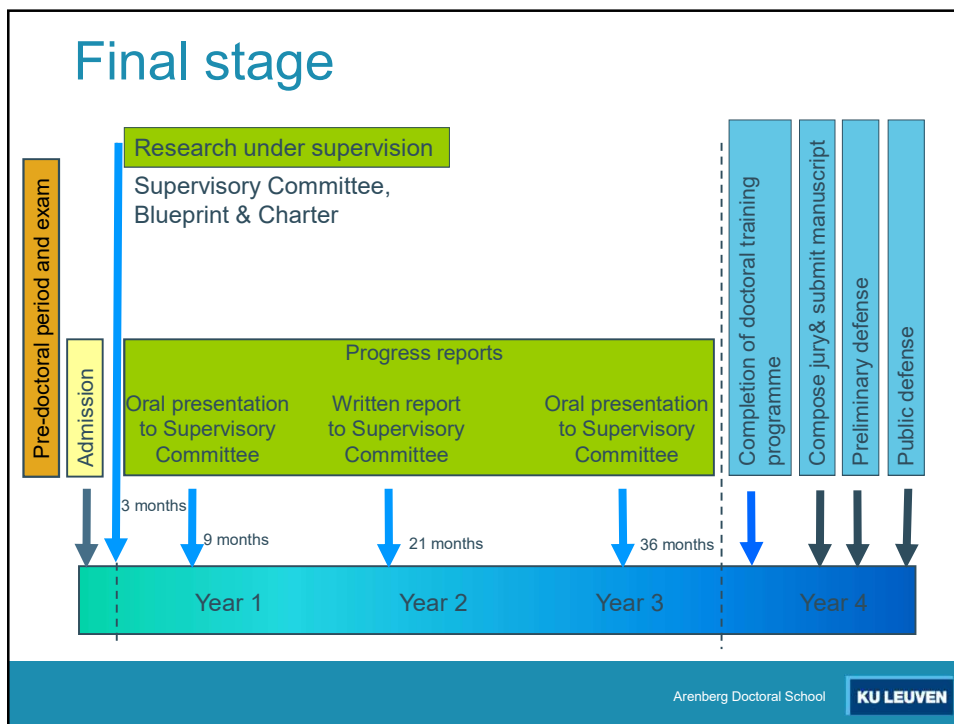 Final stage
Pre-doctoral period and exam
Admission
Research under supervision
Supervisory Committee,
Blueprint & Charter
Progress reports
Oral presentation
to Supervisory
Committee
Written report
to Supervisory
Committee
Oral presentation
to Supervisory
Committee
Completion of doctoral training
programme
Compose jury& submit manuscript
Preliminary defense
Public defense
3 months
9 months
21 months
36 months
Year 1
Year 2
Year 3
Year 4
Arenberg Doctoral School
KU LEUVEN